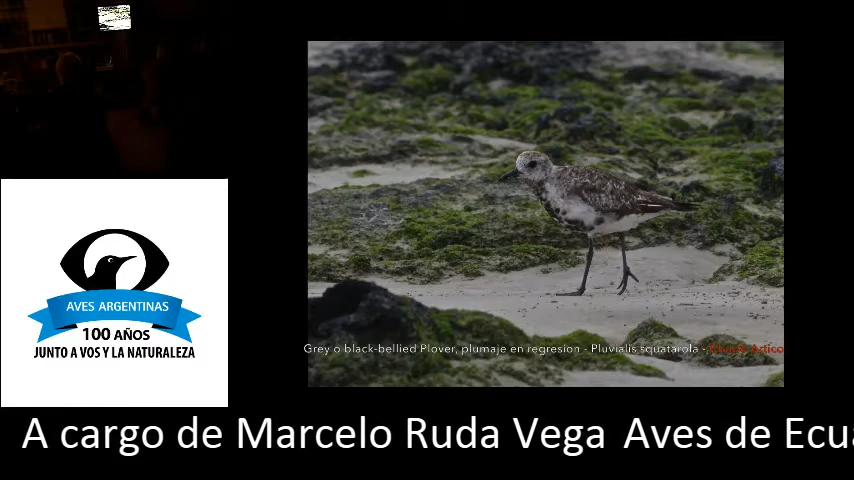 AVES ARGENTINAS
100 AÑOS
JUNTO A VOS Y LA NATURALEZA
Grey o black-bellied Plover, plumaje en regresion - Pluvialis squatarola -
A cargo de Marcelo Ruda Vega Aves de Ecua